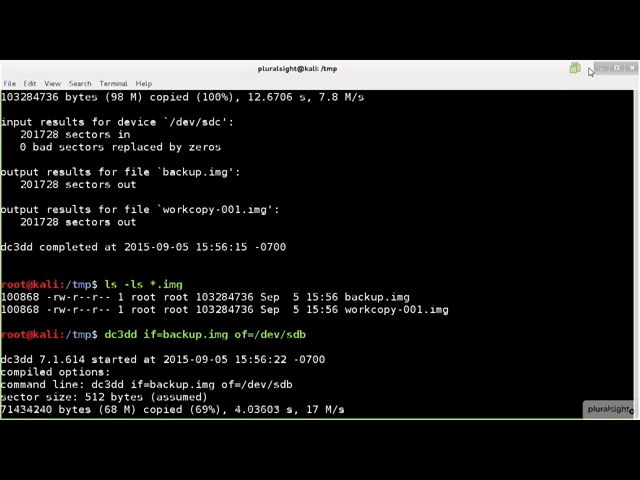 pluralsight@kali: /tmp
File Edit View Search Terminal Help
103284736 bytes (98 M) copied (100%), 12.6706 s, 7.8 M/s
input results for device `/dev/sdc':
201728 sectors in
0 bad sectors replaced by zeros
output results for file `backup.img':
201728 sectors out
output results for file `workcopy-001.img':
201728 sectors out
dc3dd completed at 2015-09-05 15:56:15 -0700
root@kali:/tmp$ ls -ls *.img
100868 -rw-r--r-- 1 root root 103284736 Sep 5 15:56 backup.img
100868 -rw-r--r-- 1 root root 103284736 Sep 5 15:56 workcopy-001.img
root@kali:/tmp$ dc3dd if=backup.img of=/dev/sdb
dc3dd 7.1.614 started at 2015-09-05 15:56:22 -0700
compiled options:
command line: dc3dd if=backup.img of=/dev/sdb
sector size: 512 bytes (assumed)
71434240 bytes (68 M) copied (69%), 4.03603 s, 17 M/s
pluralsight